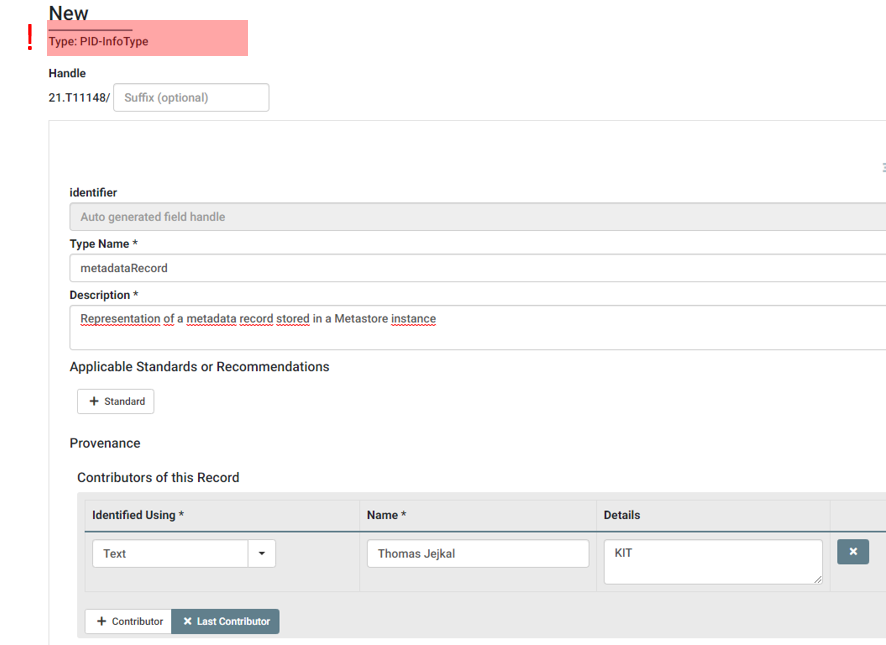 New
!
Type: PID-InfoType
Handle
21.T11148/ Suffix (optional)
identifier
Auto generated field handle
Type Name *
metadataRecord
Description *
Representation of a metadata record stored in a Metastore instance
Applicable Standards or Recommendations
+ Standard
Provenance
Contributors of this Record
Identified Using * Name * Details
Text Thomas Jejkal KIT
+ Contributor × Last Contributor